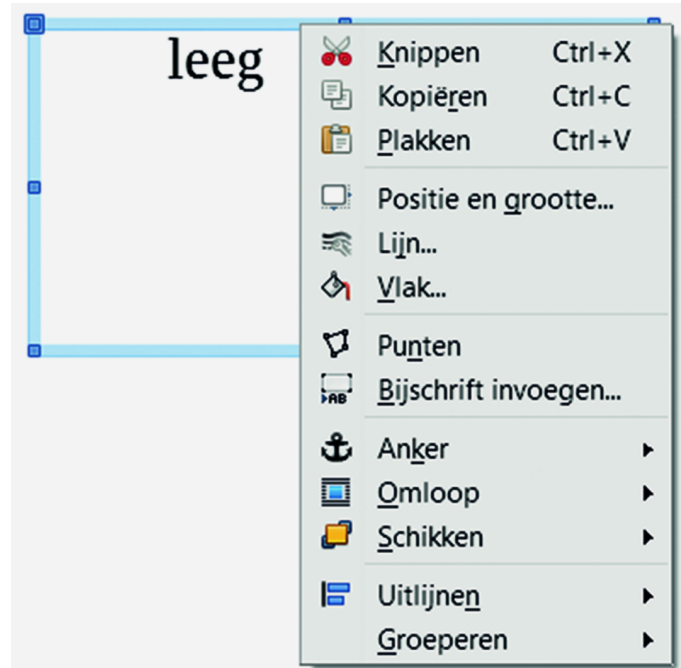 leeg
Knippen Ctrl+X
Kopiëren Ctrl+C
Plakken Ctrl+V
Positie en grootte...
Lijn...
Vlak...
Punten
AB Bijschrift invoegen...
Anker
Omloop
Schikken
Uitlijnen
Groeperen